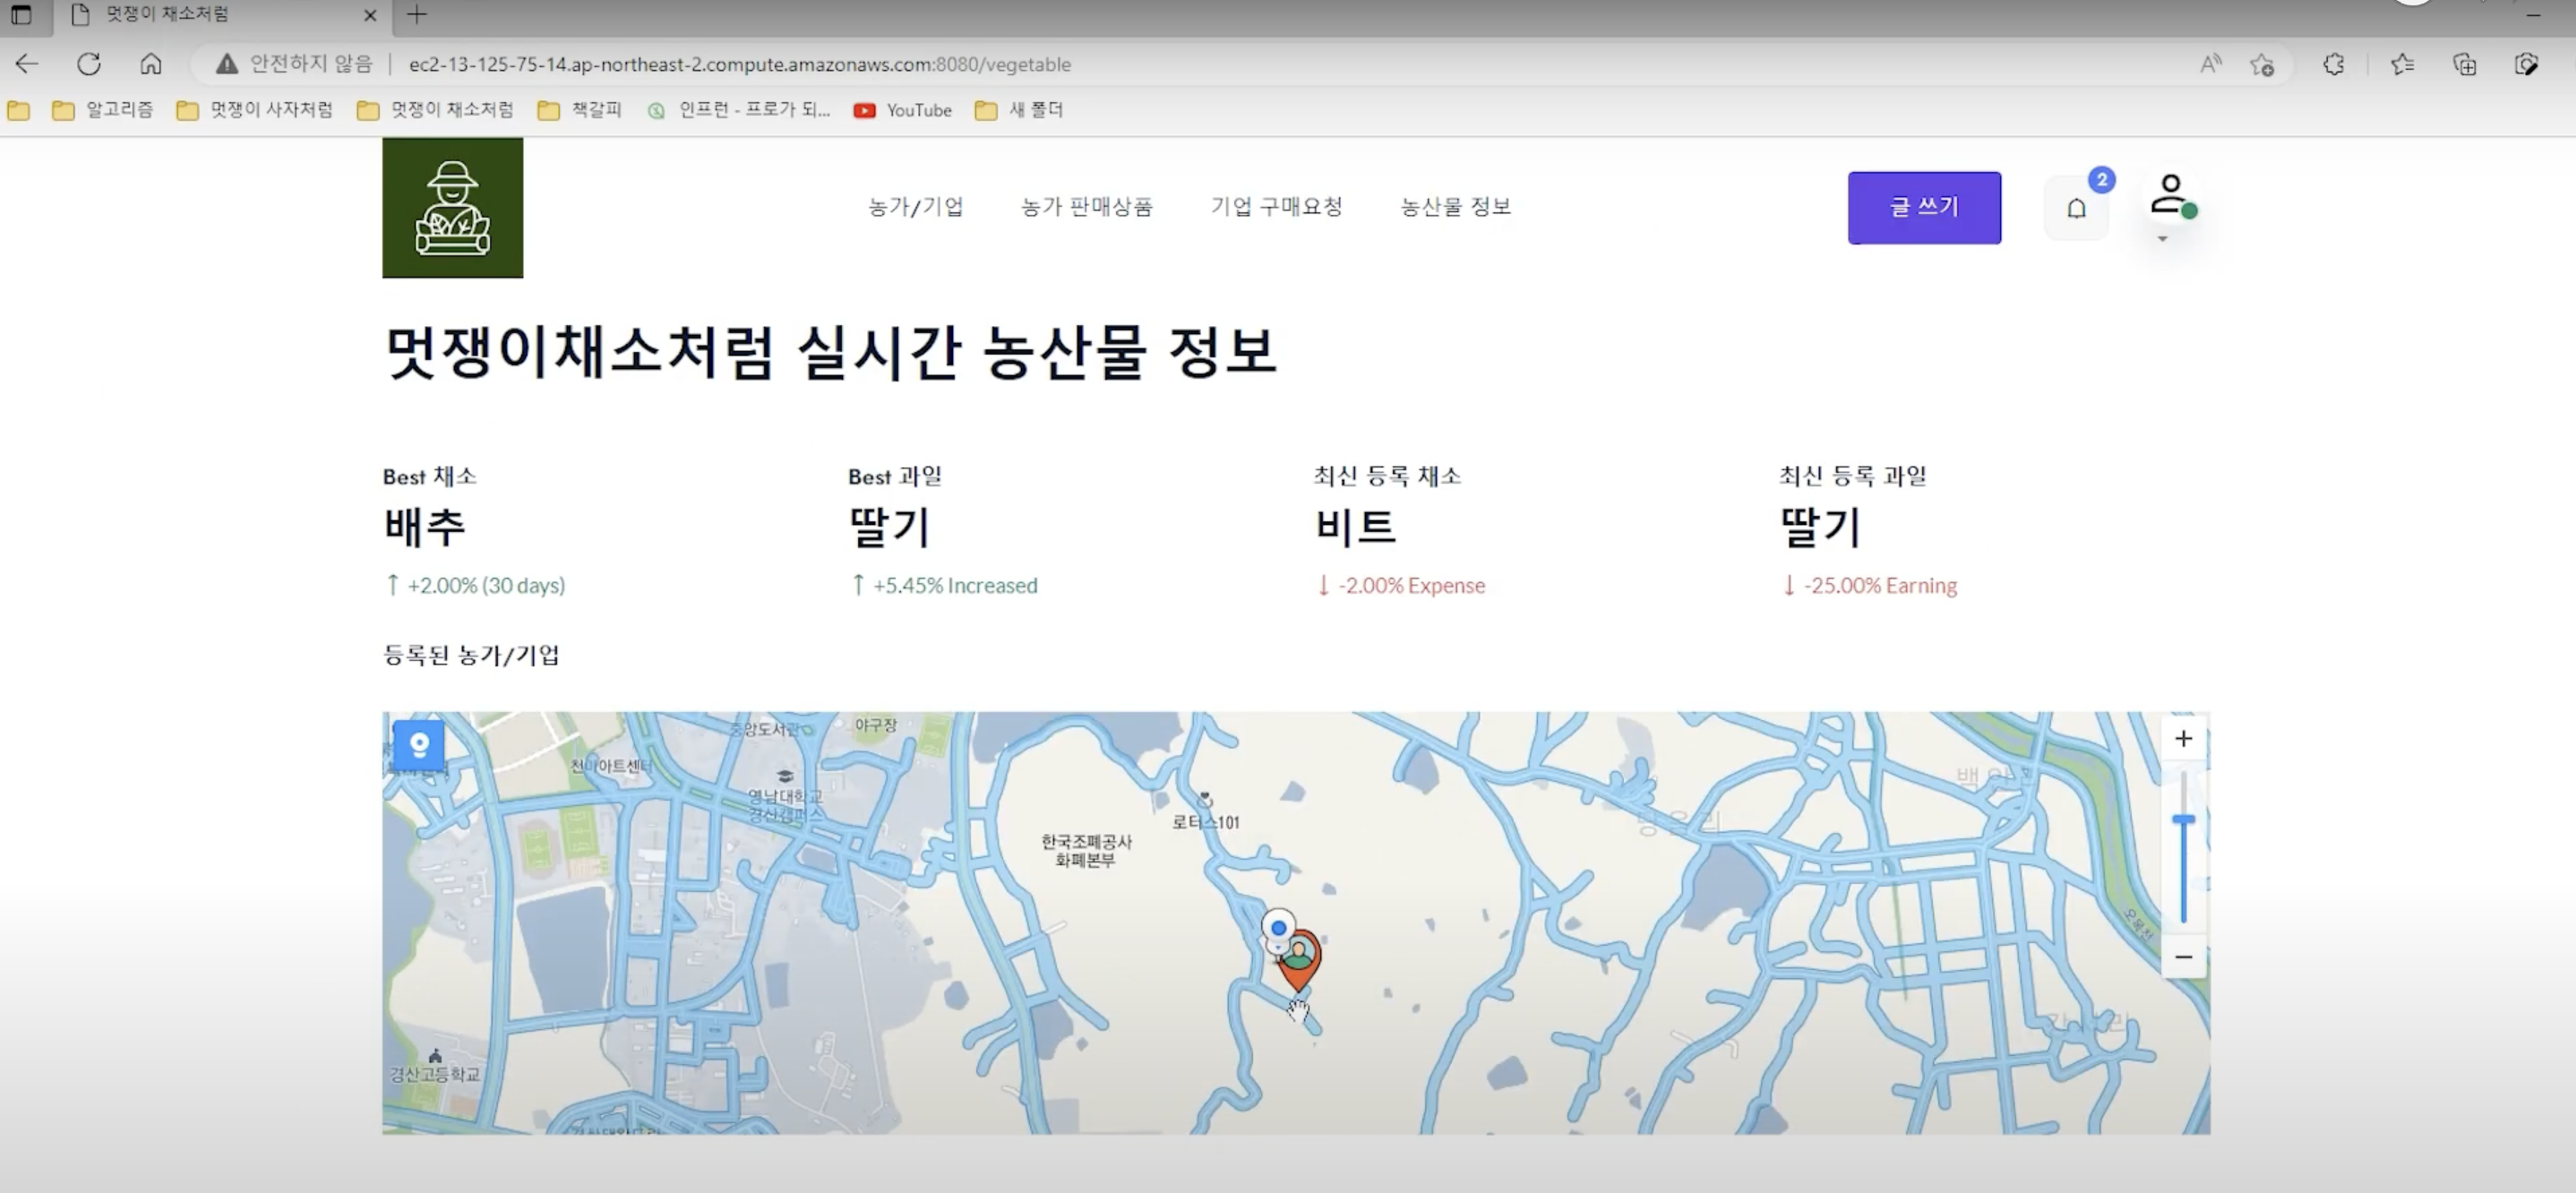 멋쟁이 채소처럼
안전하지 않음 | ec2-13-125-75-14.ap-northeast-2.compute.amazonaws.com:8080/vegetable
알고리즘 멋쟁이 사자처럼 멋쟁이 채소처럼 책갈피 인프런 - 프로가 되... YouTube 새 폴더
농가/기업 농가 판매상품 기업 구매요청 농산물 정보 글 쓰기 2
멋쟁이채소처럼 실시간 농산물 정보
Best 채소
배추
↑ +2.00% (30 days)
Best 과일
딸기
↑ +5.45% Increased
최신 등록 채소
비트
↓ -2.00% Expense
최신 등록 과일
딸기
↓ -25.00% Earning
등록된 농가/기업
중앙도서관
야구장
천마아트센터
영남대학교
경산캠퍼스
로터스101
한국조폐공사
화폐본부
오목천
경산고등학교